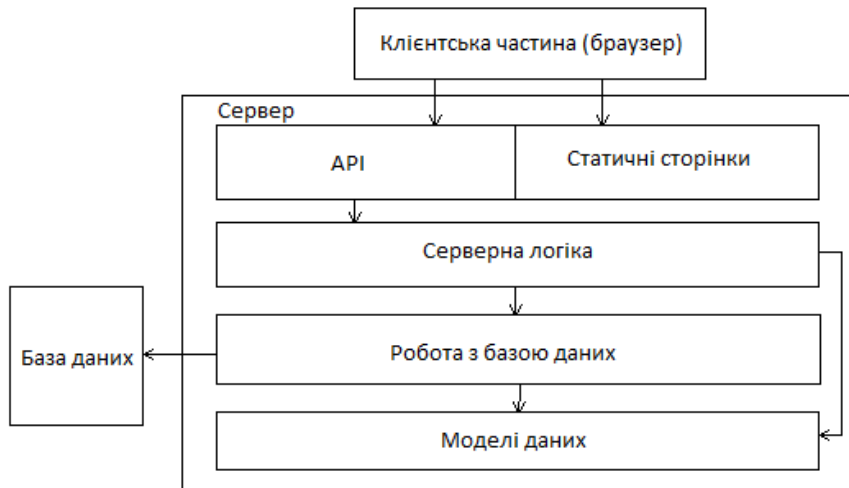 Клієнтська частина (браузер)
Сервер
API
Статичні сторінки
Серверна логіка
База даних
Робота з базою даних
Моделі даних